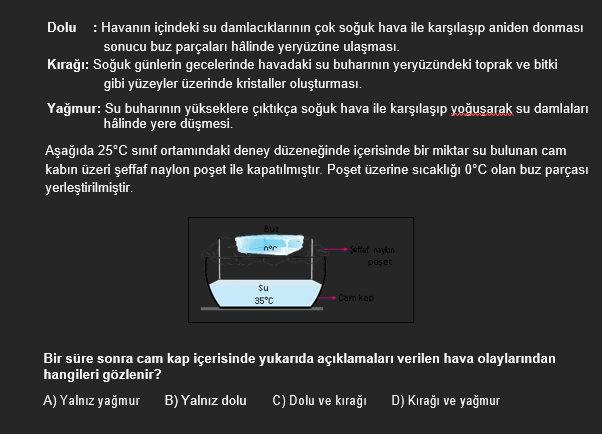 Dolu : Havanın içindeki su damlacıklarının çok soğuk hava ile karşılaşıp aniden donması
sonucu buz parçaları hâlinde yeryüzüne ulaşması.
Kırağı: Soğuk günlerin gecelerinde havadaki su buharının yeryüzündeki toprak ve bitki
gibi yüzeyler üzerinde kristaller oluşturması.
Yağmur: Su buharının yükseklere çıktıkça soğuk hava ile karşılaşıp yoğuşarak su damlaları
hâlinde yere düşmesi.
Aşağıda 25°C sınıf ortamındaki deney düzeneğinde içerisinde bir miktar su bulunan cam
kabın üzeri şeffaf naylon poşet ile kapatılmıştır. Poşet üzerine sıcaklığı 0°C olan buz parçası
yerleştirilmiştir.
Buz
0°C
Şeffaf naylon
poşet
Su
35°C
Cam kap
Bir süre sonra cam kap içerisinde yukarıda açıklamaları verilen hava olaylarından
hangileri gözlenir?
A) Yalnız yağmur B) Yalnız dolu C) Dolu ve kırağı D) Kırağı ve yağmur